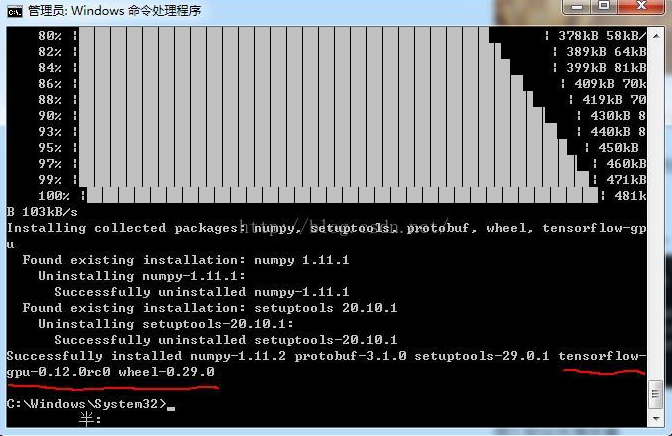 管理员: Windows 命令处理程序
80% | | 378kB 58kB/
82% | | 389kB 64kB
84% | | 399kB 81kB
86% | | 409kB 70k
88% | | 419kB 70
90% | | 430kB 8
93% | | 440kB 8
95% | | 450kB
97% | | 460kB
99% | | 471kB
100% | | 481k
B 103kB/s
Installing collected packages: numpy, setuptools, protobuf, wheel, tensorflow-gp
u
Found existing installation: numpy 1.11.1
Uninstalling numpy-1.11.1:
Successfully uninstalled numpy-1.11.1
Found existing installation: setuptools 20.10.1
Uninstalling setuptools-20.10.1:
Successfully uninstalled setuptools-20.10.1
Successfully installed numpy-1.11.2 protobuf-3.1.0 setuptools-29.0.1 tensorflow-
gpu-0.12.0rc0 wheel-0.29.0
C:\Windows\System32>_
半:
http://blog.csdn.net/